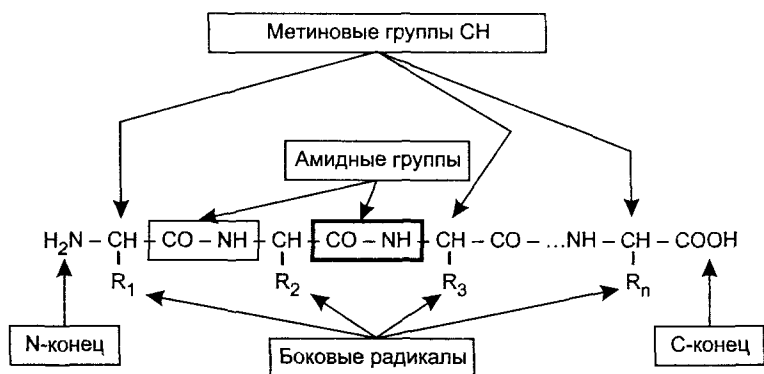 Метиновые группы CH
Амидные группы
H₂N – CH – CO – NH – CH – CO – NH – CH – CO – ...NH – CH – COOH
R₁ R₂ R₃ Rₙ
N-конец Боковые радикалы C-конец